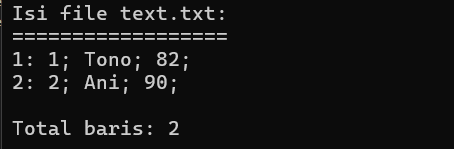 Isi file text.txt:
==================
1: 1; Tono; 82;
2: 2; Ani; 90;
Total baris: 2